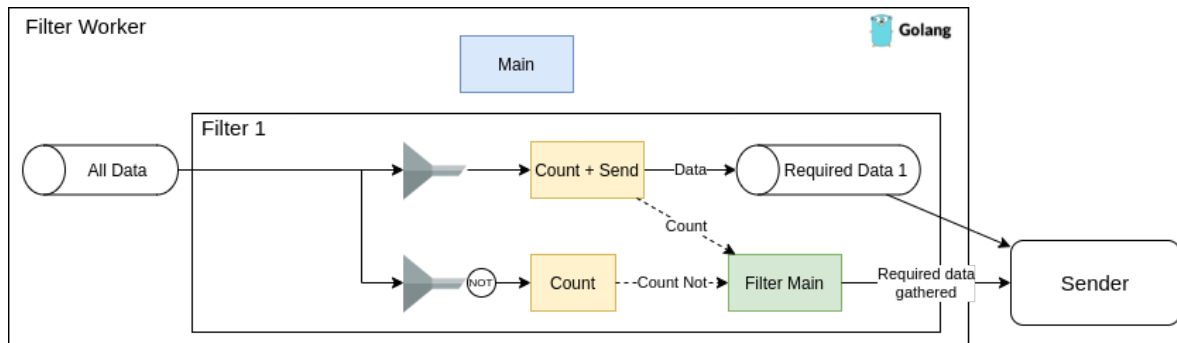 Filter Worker
Golang
Main
Filter 1
All Data
Count + Send
Data
Required Data 1
Count
NOT
Count
Count Not
Filter Main
Required data
gathered
Sender